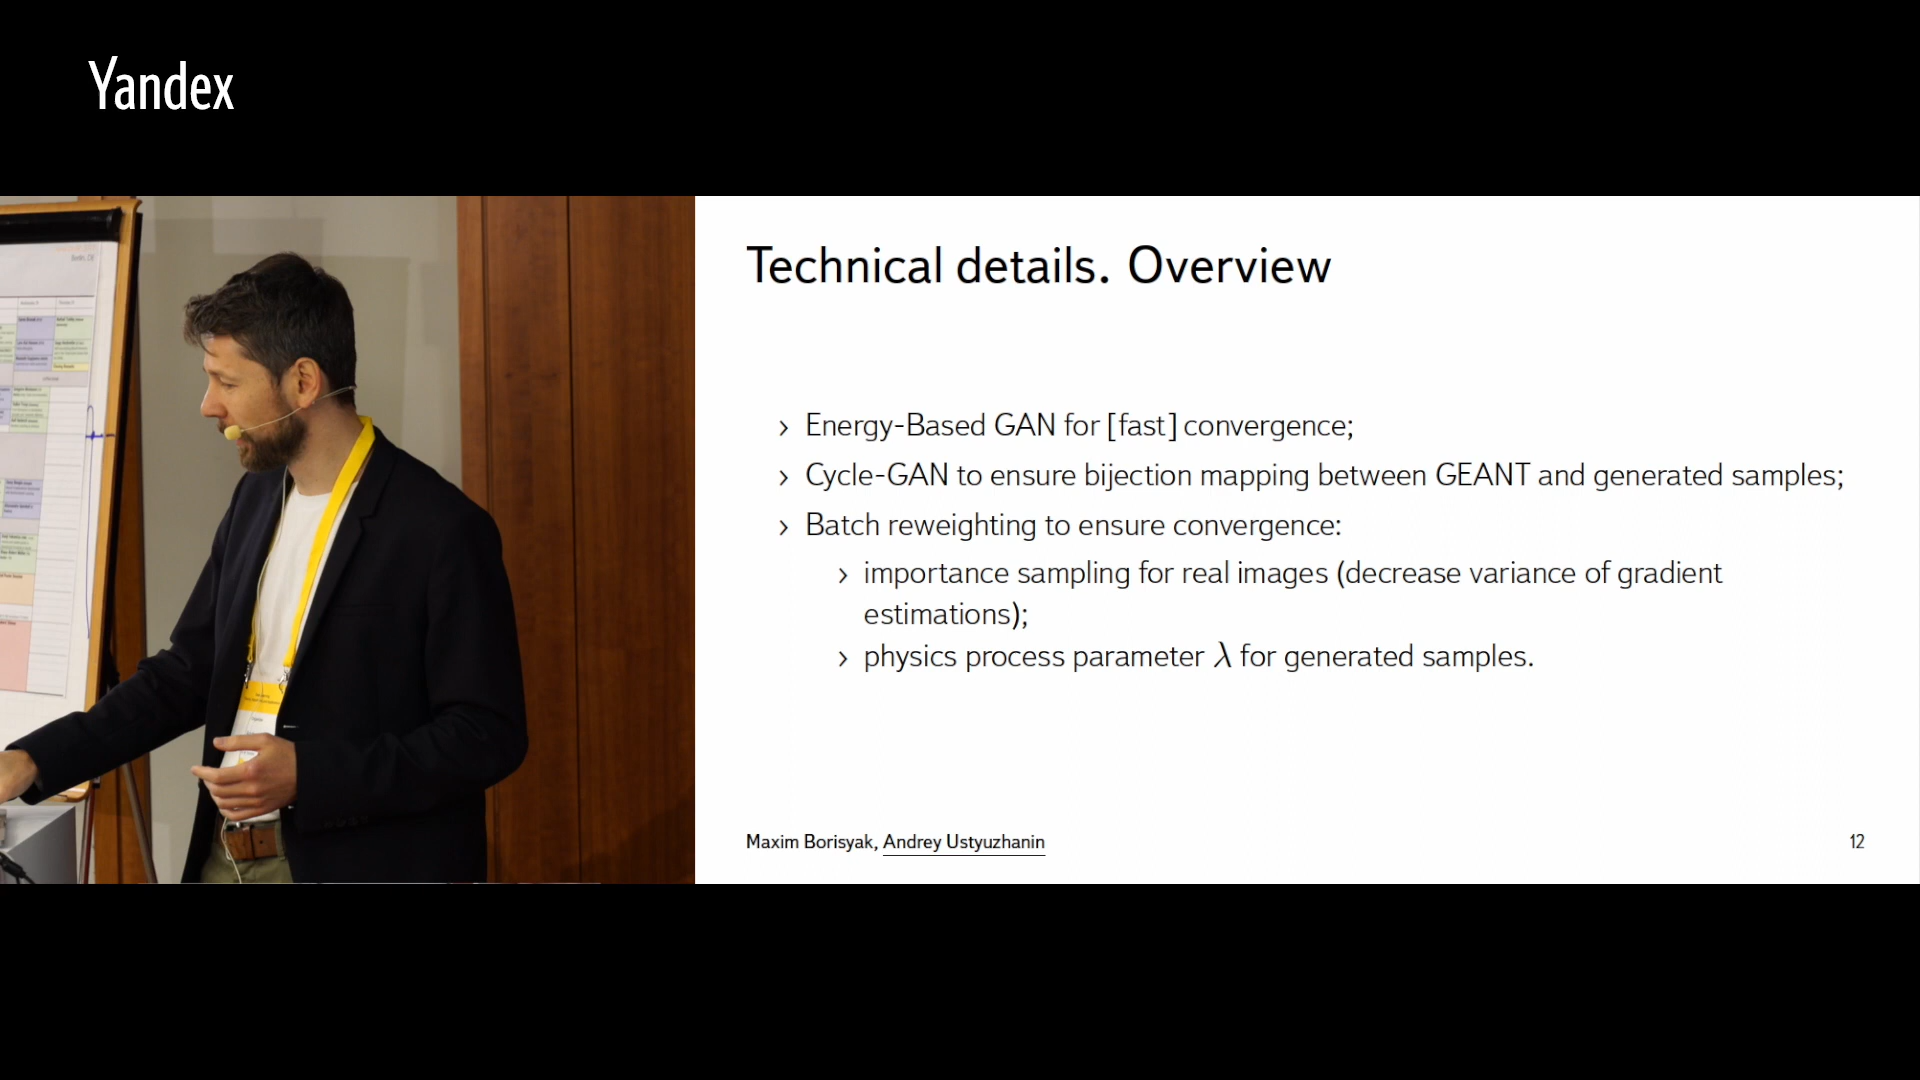 Yandex
Technical details. Overview
› Energy-Based GAN for [fast] convergence;
› Cycle-GAN to ensure bijection mapping between GEANT and generated samples;
› Batch reweighting to ensure convergence:
› importance sampling for real images (decrease variance of gradient
estimations);
› physics process parameter λ for generated samples.
Maxim Borisyak, Andrey Ustyuzhanin
12